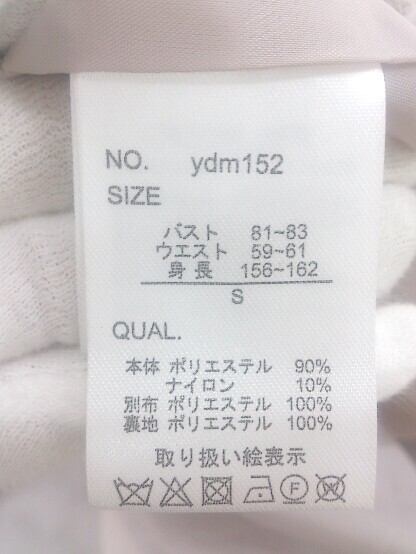 NO. ydm152
SIZE
バスト 81~83
ウエスト 59~61
身長 156~162
S
QUAL.
本体 ポリエステル 90%
ナイロン 10%
別布 ポリエステル 100%
裏地 ポリエステル 100%
取り扱い絵表示
F
W